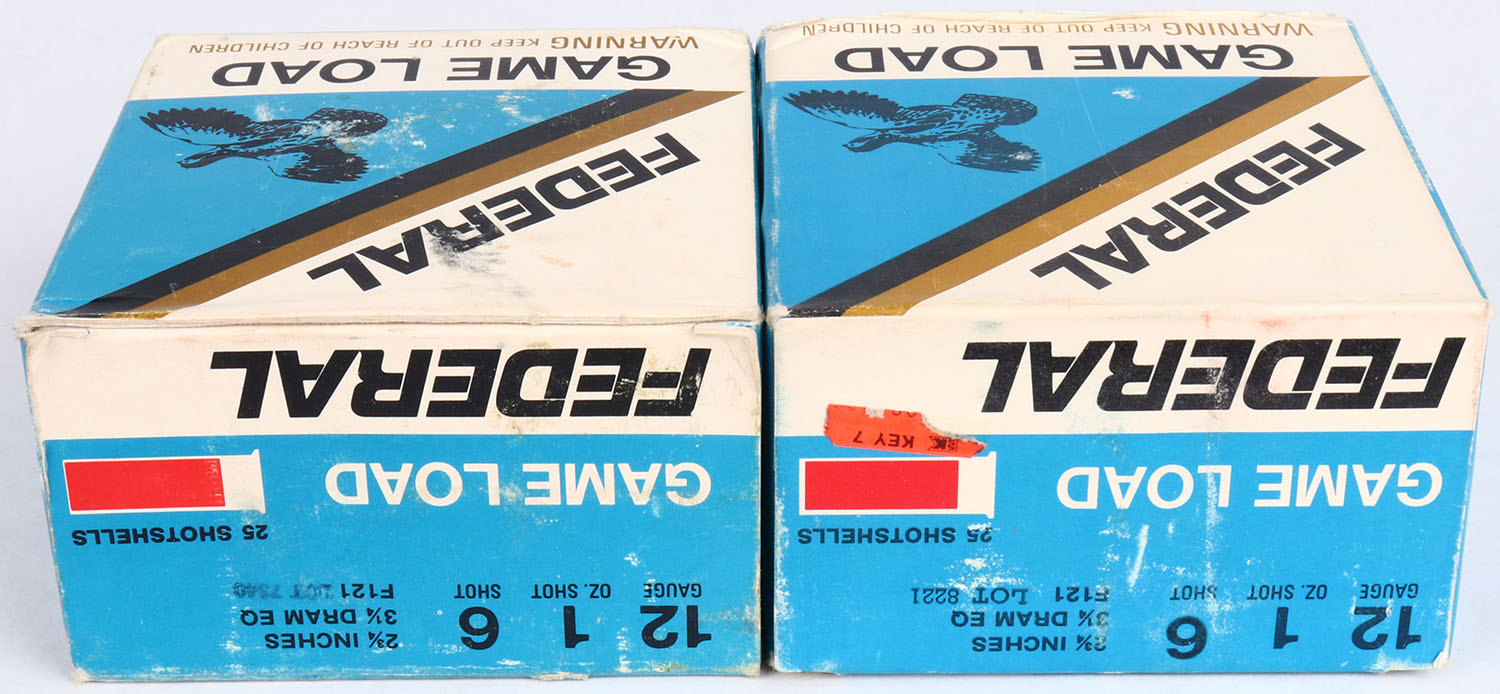 WARNING KEEP OUT OF REACH OF CHILDREN
GAME LOAD
FEDERAL
FEDERAL
GAME LOAD
25 SHOTSHELLS
12 GAUGE 1 OZ. SHOT 6 SHOT
2¾ INCHES
3¼ DRAM EQ
F121 LOT
WARNING KEEP OUT OF REACH OF CHILDREN
GAME LOAD
FEDERAL
FEDERAL
KEY 7
GAME LOAD
25 SHOTSHELLS
12 GAUGE 1 OZ. SHOT 6 SHOT
2¾ INCHES
3¼ DRAM EQ
F121 LOT 8221